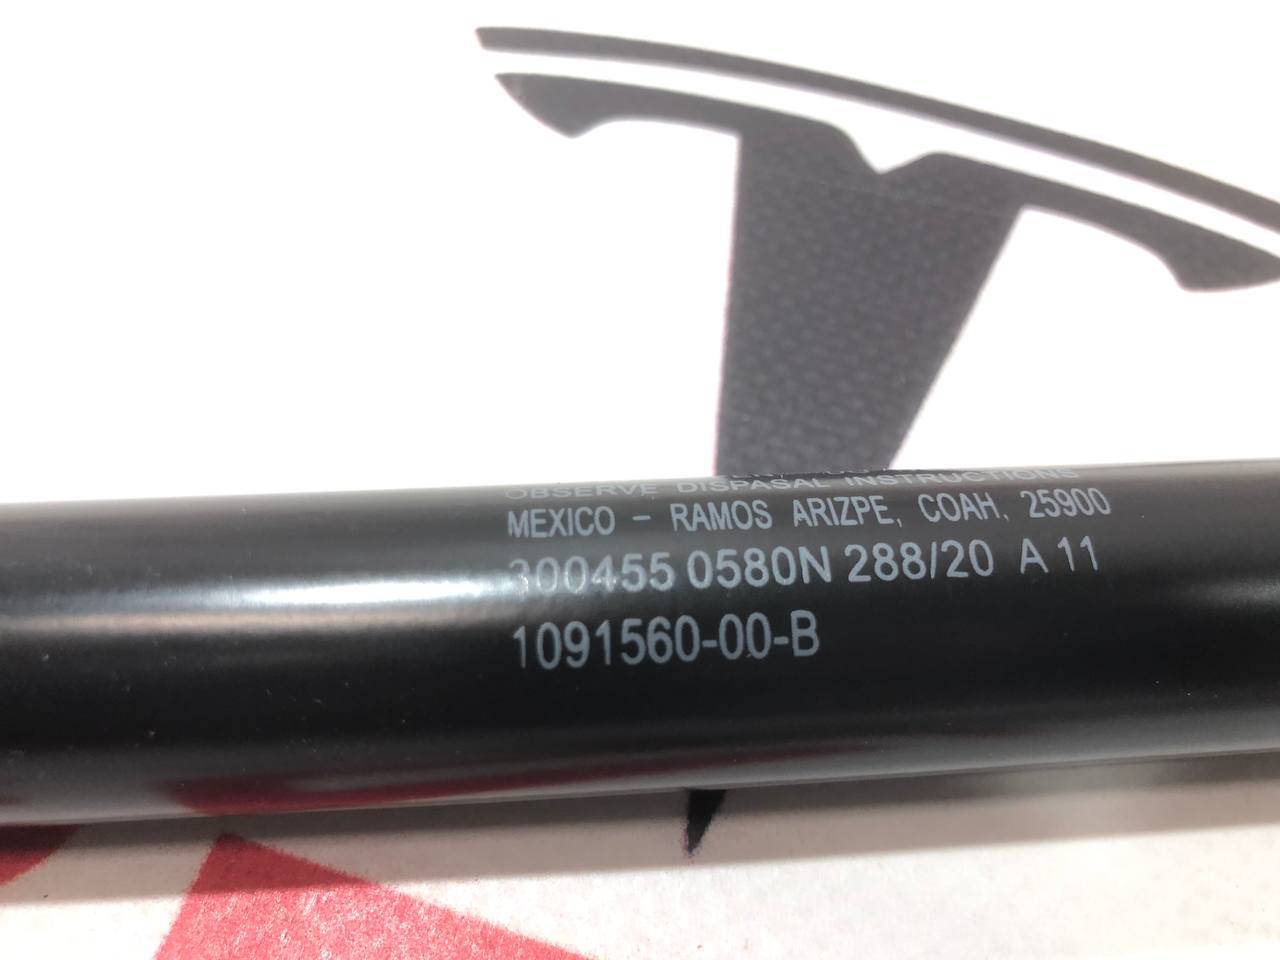 OBSERVE DISPASAL INSTRUCTIONS
MEXICO - RAMOS ARIZPE, COAH. 25900
300455 0580N 288/20 A 11
1091560-00-B